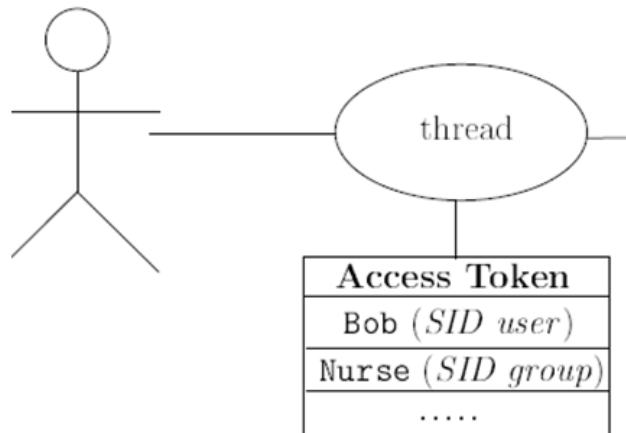 thread
Access Token
Bob (SID user)
Nurse (SID group)
.....